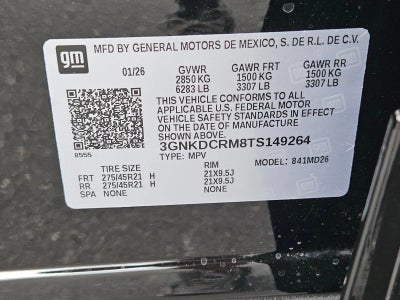 gm
MFD BY GENERAL MOTORS DE MEXICO, S. DE R.L. DE C.V.
01/26 GVWR GAWR FRT GAWR RR
2850 KG 1500 KG 1500 KG
6283 LB 3307 LB 3307 LB
THIS VEHICLE CONFORMS TO ALL
APPLICABLE U.S. FEDERAL MOTOR
VEHICLE SAFETY STANDARDS IN EFFECT
ON THE DATE OF MANUFACTURE
SHOWN ABOVE.
3GNKDCRM8TS149264
8555 TYPE: MPV MODEL: 841MD26
TIRE SIZE RIM
FRT 275/45R21 H 21X9.5J
RR 275/45R21 H 21X9.5J
SPA NONE NONE